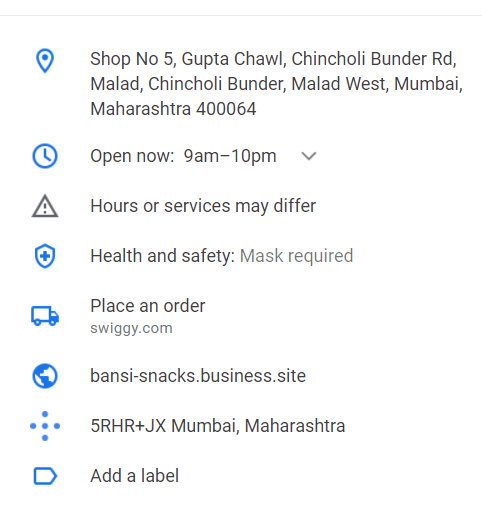 Shop No 5, Gupta Chawl, Chincholi Bunder Rd,
Malad, Chincholi Bunder, Malad West, Mumbai,
Maharashtra 400064
Open now:  9am–10pm
Hours or services may differ
Health and safety: Mask required
Place an order
swiggy.com
bansi-snacks.business.site
5RHR+JX Mumbai, Maharashtra
Add a label